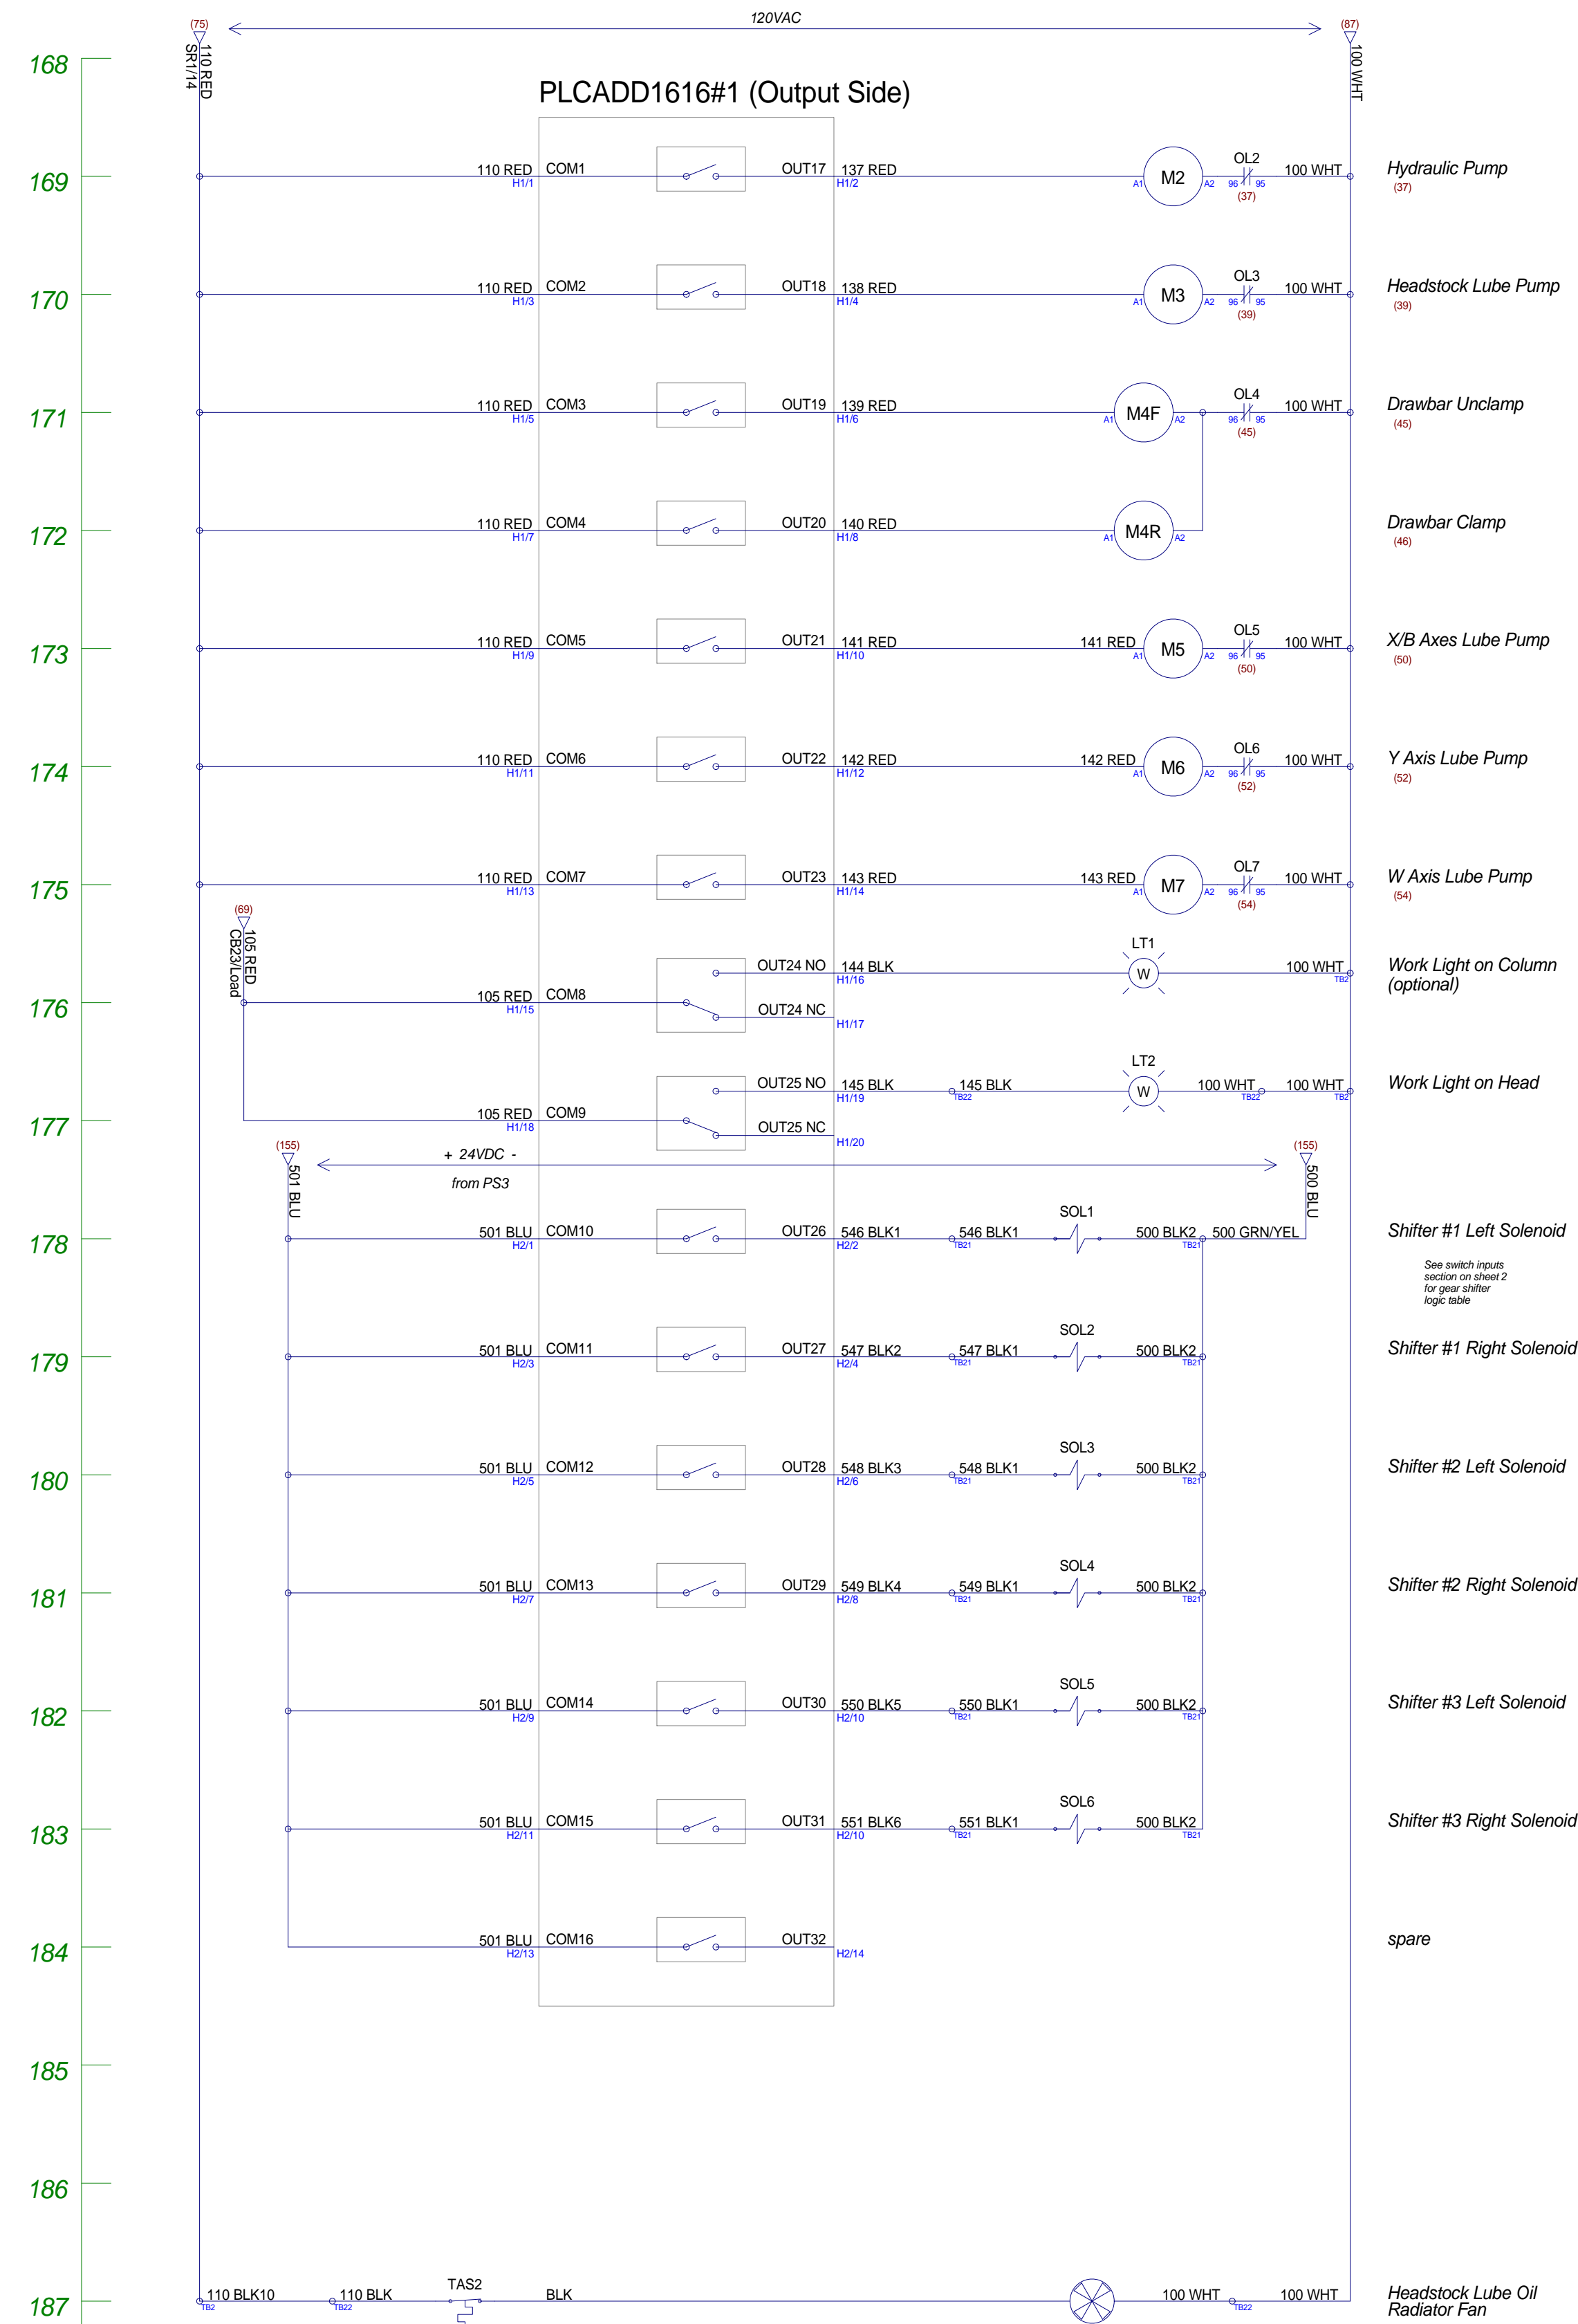 120VAC
(75)
(87)
110 RED
SR1/14
100 WHT
168
PLCADD1616#1 (Output Side)
169
110 RED
H1/1
COM1
OUT17
137 RED
H1/2
A1
M2
A2
OL2
96
95
(37)
100 WHT
Hydraulic Pump
(37)
170
110 RED
H1/3
COM2
OUT18
138 RED
H1/4
A1
M3
A2
OL3
96
95
(39)
100 WHT
Headstock Lube Pump
(39)
171
110 RED
H1/5
COM3
OUT19
139 RED
H1/6
A1
M4F
A2
OL4
96
95
(45)
100 WHT
Drawbar Unclamp
(45)
172
110 RED
H1/7
COM4
OUT20
140 RED
H1/8
A1
M4R
A2
Drawbar Clamp
(46)
173
110 RED
H1/9
COM5
OUT21
141 RED
H1/10
141 RED
A1
M5
A2
OL5
96
95
(50)
100 WHT
X/B Axes Lube Pump
(50)
174
110 RED
H1/11
COM6
OUT22
142 RED
H1/12
142 RED
A1
M6
A2
OL6
96
95
(52)
100 WHT
Y Axis Lube Pump
(52)
175
110 RED
H1/13
COM7
OUT23
143 RED
H1/14
143 RED
A1
M7
A2
OL7
96
95
(54)
100 WHT
W Axis Lube Pump
(54)
(69)
105 RED
CB23/Load
176
105 RED
H1/15
COM8
OUT24 NO
144 BLK
H1/16
OUT24 NC
H1/17
LT1
W
100 WHT
TB2
Work Light on Column
(optional)
177
105 RED
H1/18
COM9
OUT25 NO
145 BLK
H1/19
OUT25 NC
H1/20
145 BLK
TB22
LT2
W
100 WHT
TB22
100 WHT
TB2
Work Light on Head
(155)
501 BLU
+ 24VDC -
from PS3
(155)
500 BLU
178
501 BLU
H2/1
COM10
OUT26
546 BLK1
H2/2
546 BLK1
TB21
SOL1
500 BLK2
TB21
500 GRN/YEL
Shifter #1 Left Solenoid
See switch inputs
section on sheet 2
for gear shifter
logic table
179
501 BLU
H2/3
COM11
OUT27
547 BLK2
H2/4
547 BLK1
TB21
SOL2
500 BLK2
TB21
Shifter #1 Right Solenoid
180
501 BLU
H2/5
COM12
OUT28
548 BLK3
H2/6
548 BLK1
TB21
SOL3
500 BLK2
TB21
Shifter #2 Left Solenoid
181
501 BLU
H2/7
COM13
OUT29
549 BLK4
H2/8
549 BLK1
TB21
SOL4
500 BLK2
TB21
Shifter #2 Right Solenoid
182
501 BLU
H2/9
COM14
OUT30
550 BLK5
H2/10
550 BLK1
TB21
SOL5
500 BLK2
TB21
Shifter #3 Left Solenoid
183
501 BLU
H2/11
COM15
OUT31
551 BLK6
H2/10
551 BLK1
TB21
SOL6
500 BLK2
TB21
Shifter #3 Right Solenoid
184
501 BLU
H2/13
COM16
OUT32
H2/14
spare
185
186
187
110 BLK10
TB2
110 BLK
TB22
TAS2
BLK
100 WHT
TB22
100 WHT
Headstock Lube Oil
Radiator Fan